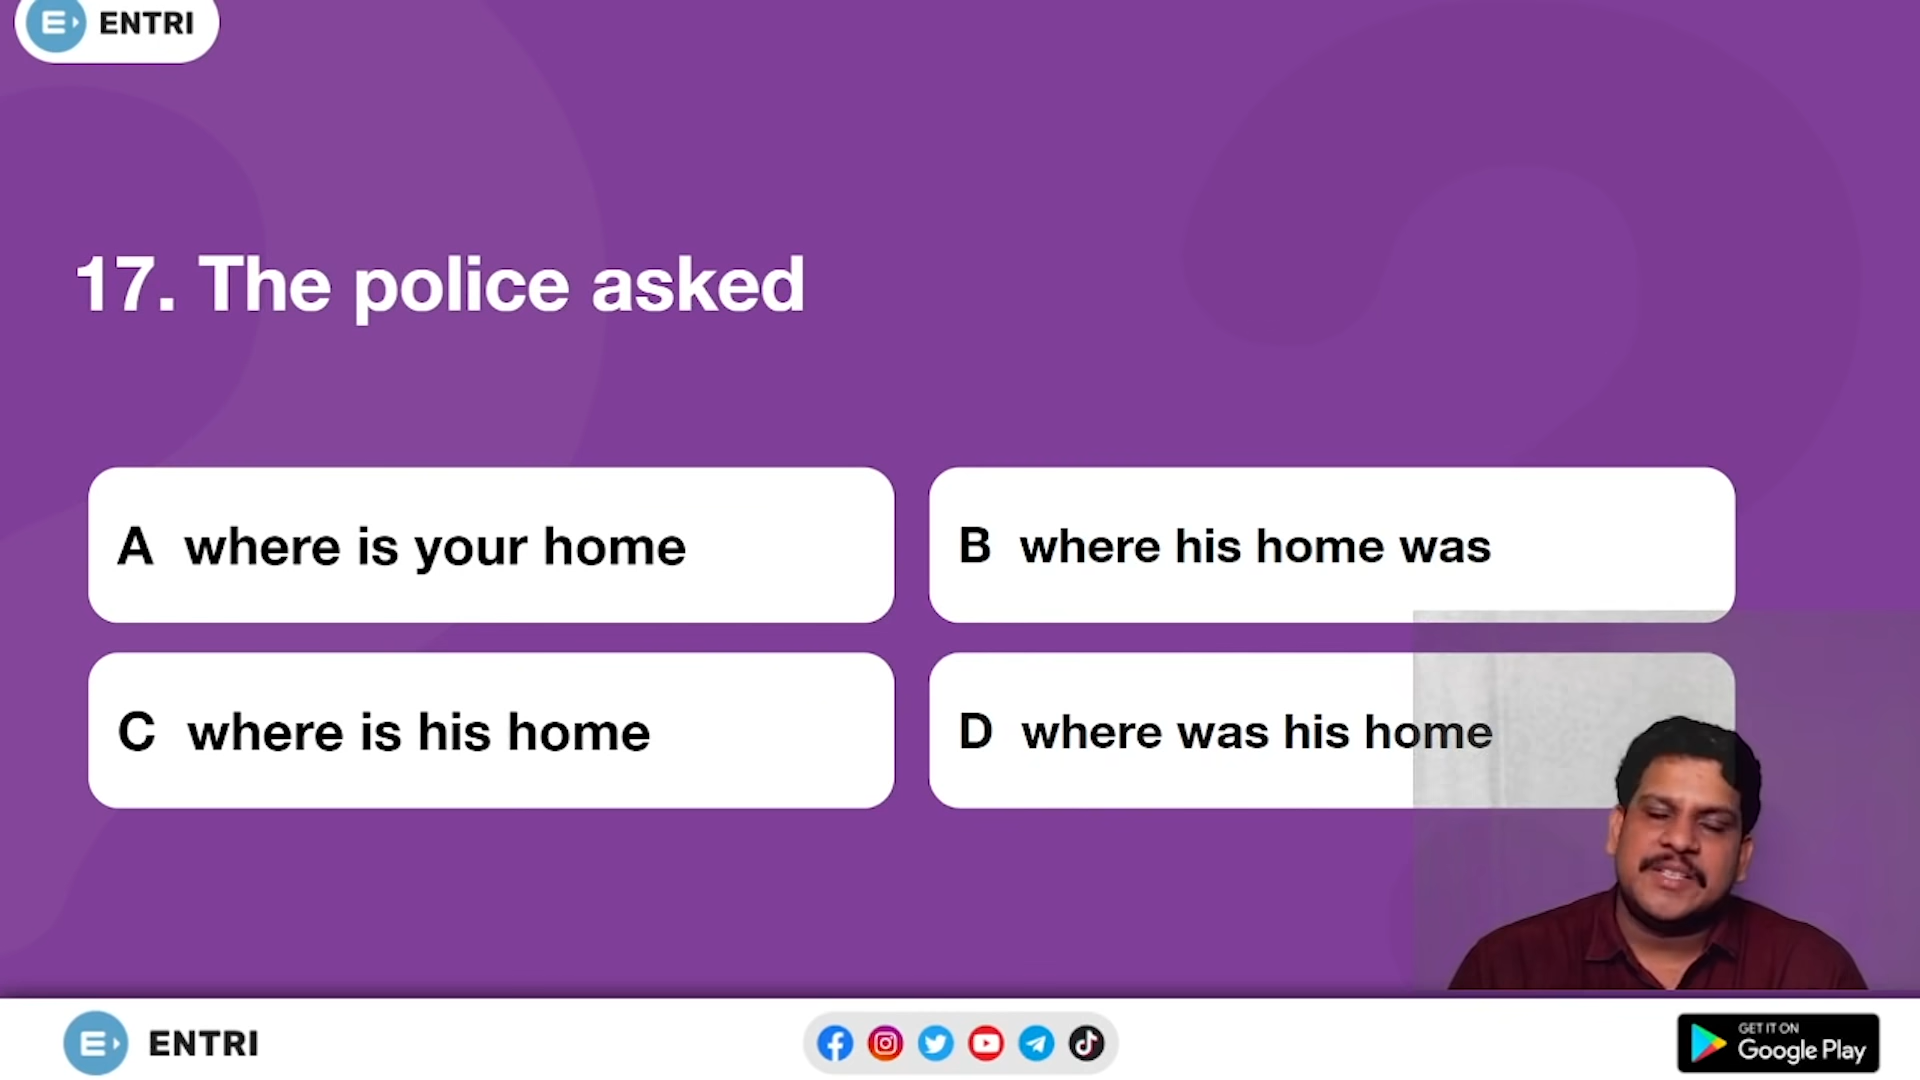 ENTRI
17. The police asked
A where is your home
B where his home was
C where is his home
D where was his home
ENTRI
GET IT ON
Google Play